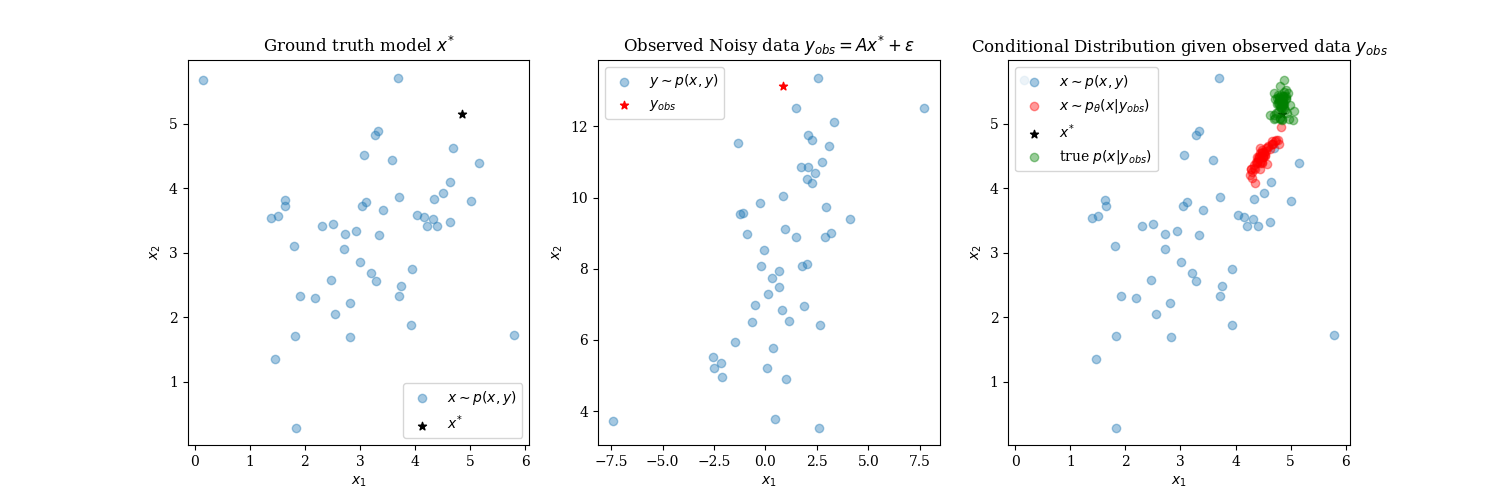 Ground truth model x*
5
4
3
2
1
x₂
0 1 2 3 4 5 6
x₁
x ~ p(x, y)
x*
Observed Noisy data y_obs = Ax* + ε
y ~ p(x, y)
y_obs
12
10
8
6
4
x₂
−7.5 −5.0 −2.5 0.0 2.5 5.0 7.5
x₁
Conditional Distribution given observed data y_obs
x ~ p(x, y)
x ~ p_θ(x|y_obs)
x*
true p(x|y_obs)
5
4
3
2
1
x₂
0 1 2 3 4 5 6
x₁